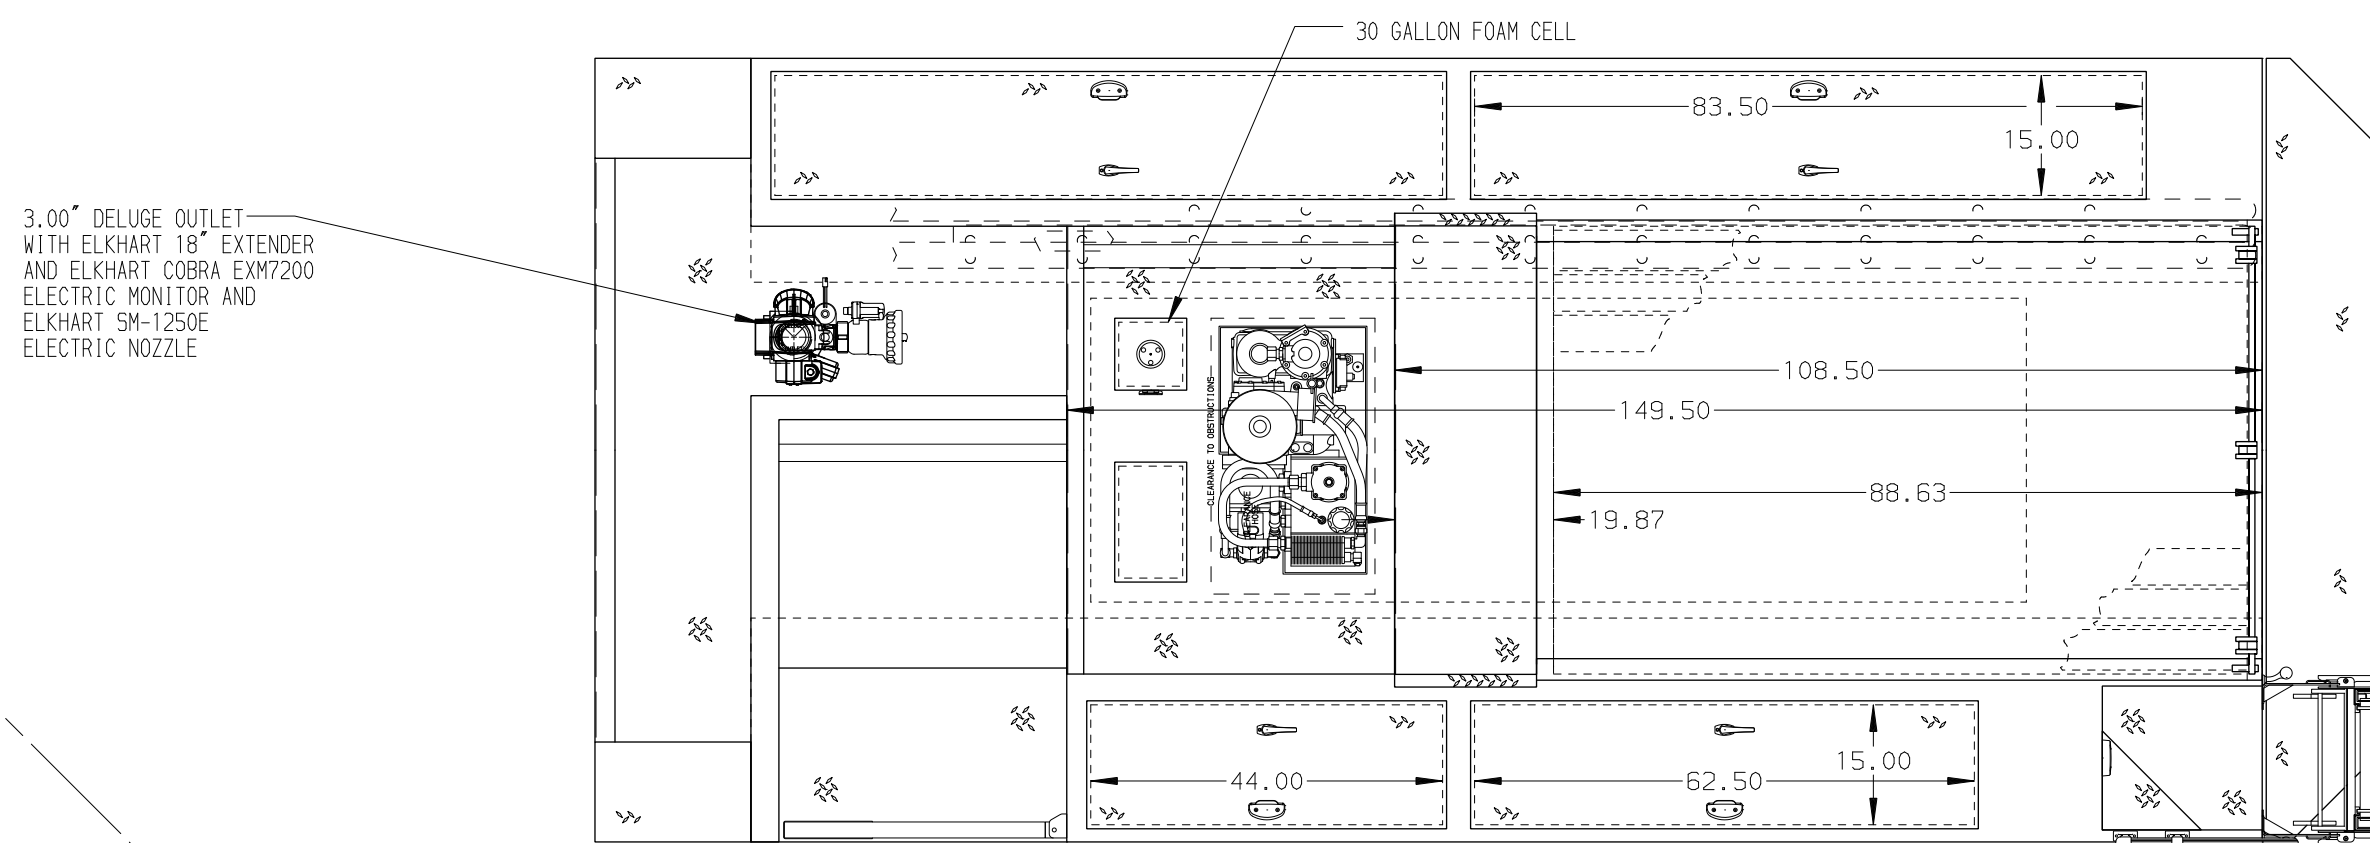 30 GALLON FOAM CELL
83.50
15.00
3.00" DELUGE OUTLET
WITH ELKHART 18" EXTENDER
AND ELKHART COBRA EXM7200
ELECTRIC MONITOR AND
ELKHART SM-1250E
ELECTRIC NOZZLE
108.50
149.50
CLEARANCE TO OBSTRUCTIONS
88.63
19.87
HOSE
44.00
62.50
15.00